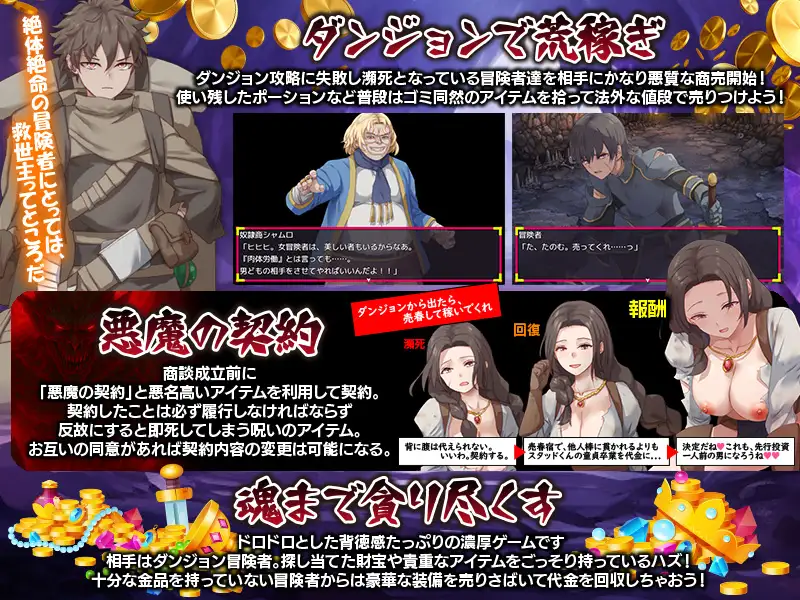 ダンジョンで荒稼ぎ
ダンジョン攻略に失敗し瀕死となっている冒険者達を相手にかなり悪質な商売開始！
使い残したポーションなど普段はゴミ同然のアイテムを拾って法外な値段で売りつけよう！
絶体絶命の冒険者にとっては、
救世主ってところだ
奴隷商シャムロ
「ヒヒヒ。女冒険者は、美しい者もいるからなあ。
『肉体労働』とは言っても……。
男どもの相手をさせてやればいいんだよ！！」
冒険者
「た、たのむ。売ってくれ……っ」
悪魔の契約
商談成立前に
「悪魔の契約」と悪名高いアイテムを利用して契約。
契約したことは必ず履行しなければならず
反故にすると即死してしまう呪いのアイテム。
お互いの同意があれば契約内容の変更は可能になる。
ダンジョンから出たら、
売春して稼いでくれ
瀕死
背に腹は代えられない。
いいわ。契約する。
回復
売春宿で、他人棒に貫かれるよりも
スタッドくんの童貞卒業を代金に...
報酬
決定だね♥これも、先行投資
一人前の男になろうね♥♥
魂まで貪り尽くす
ドロドロとした背徳感たっぷりの濃厚ゲームです
相手はダンジョン冒険者。探し当てた財宝や貴重なアイテムをごっそり持っているハズ！
十分な金品を持っていない冒険者からは豪華な装備を売りさばいて代金を回収しちゃおう！